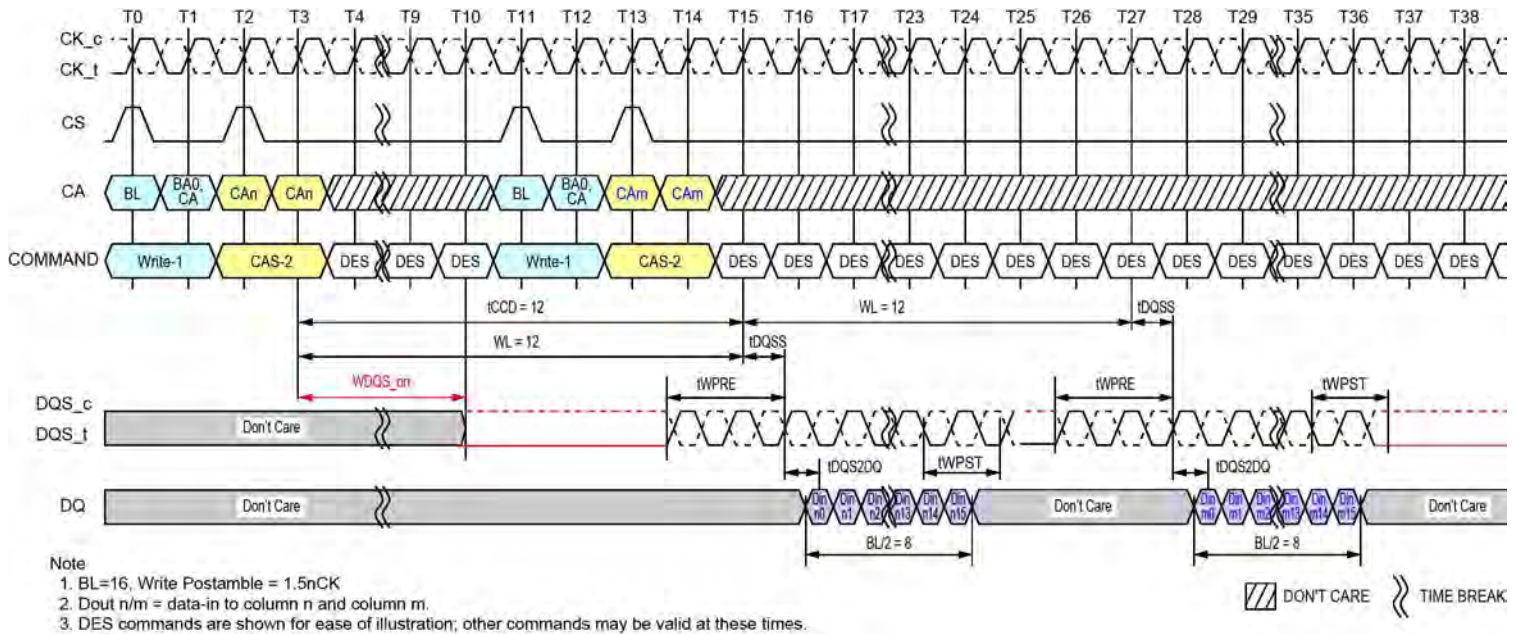 T0 T1 T2 T3 T4 T9 T10 T11 T12 T13 T14 T15 T16 T17 T23 T24 T25 T26 T27 T28 T29 T35 T36 T37 T38
CK_c
CK_t
CS
CA BL BA0, CA CAn CAn BL BA0, CA CAm CAm
COMMAND Write-1 CAS-2 DES DES DES Write-1 CAS-2 DES DES DES DES DES DES DES DES DES DES DES DES DES DES
tCCD = 12 WL = 12 tDQSS
WL = 12 tDQSS
WDQS_on tWPRE tWPRE tWPST
DQS_c
DQS_t Don't Care
tDQS2DQ tWPST tDQS2DQ
DQ Don't Care Din n0 Din n1 Din n2 Din n13 Din n14 Din n15 Don't Care Din m0 Din m1 Din m2 Din m13 Din m14 Din m15 Don't Care
BL/2 = 8 BL/2 = 8
Note
1. BL=16, Write Postamble = 1.5nCK
2. Dout n/m = data-in to column n and column m.
3. DES commands are shown for ease of illustration; other commands may be valid at these times.
DON'T CARE TIME BREAK